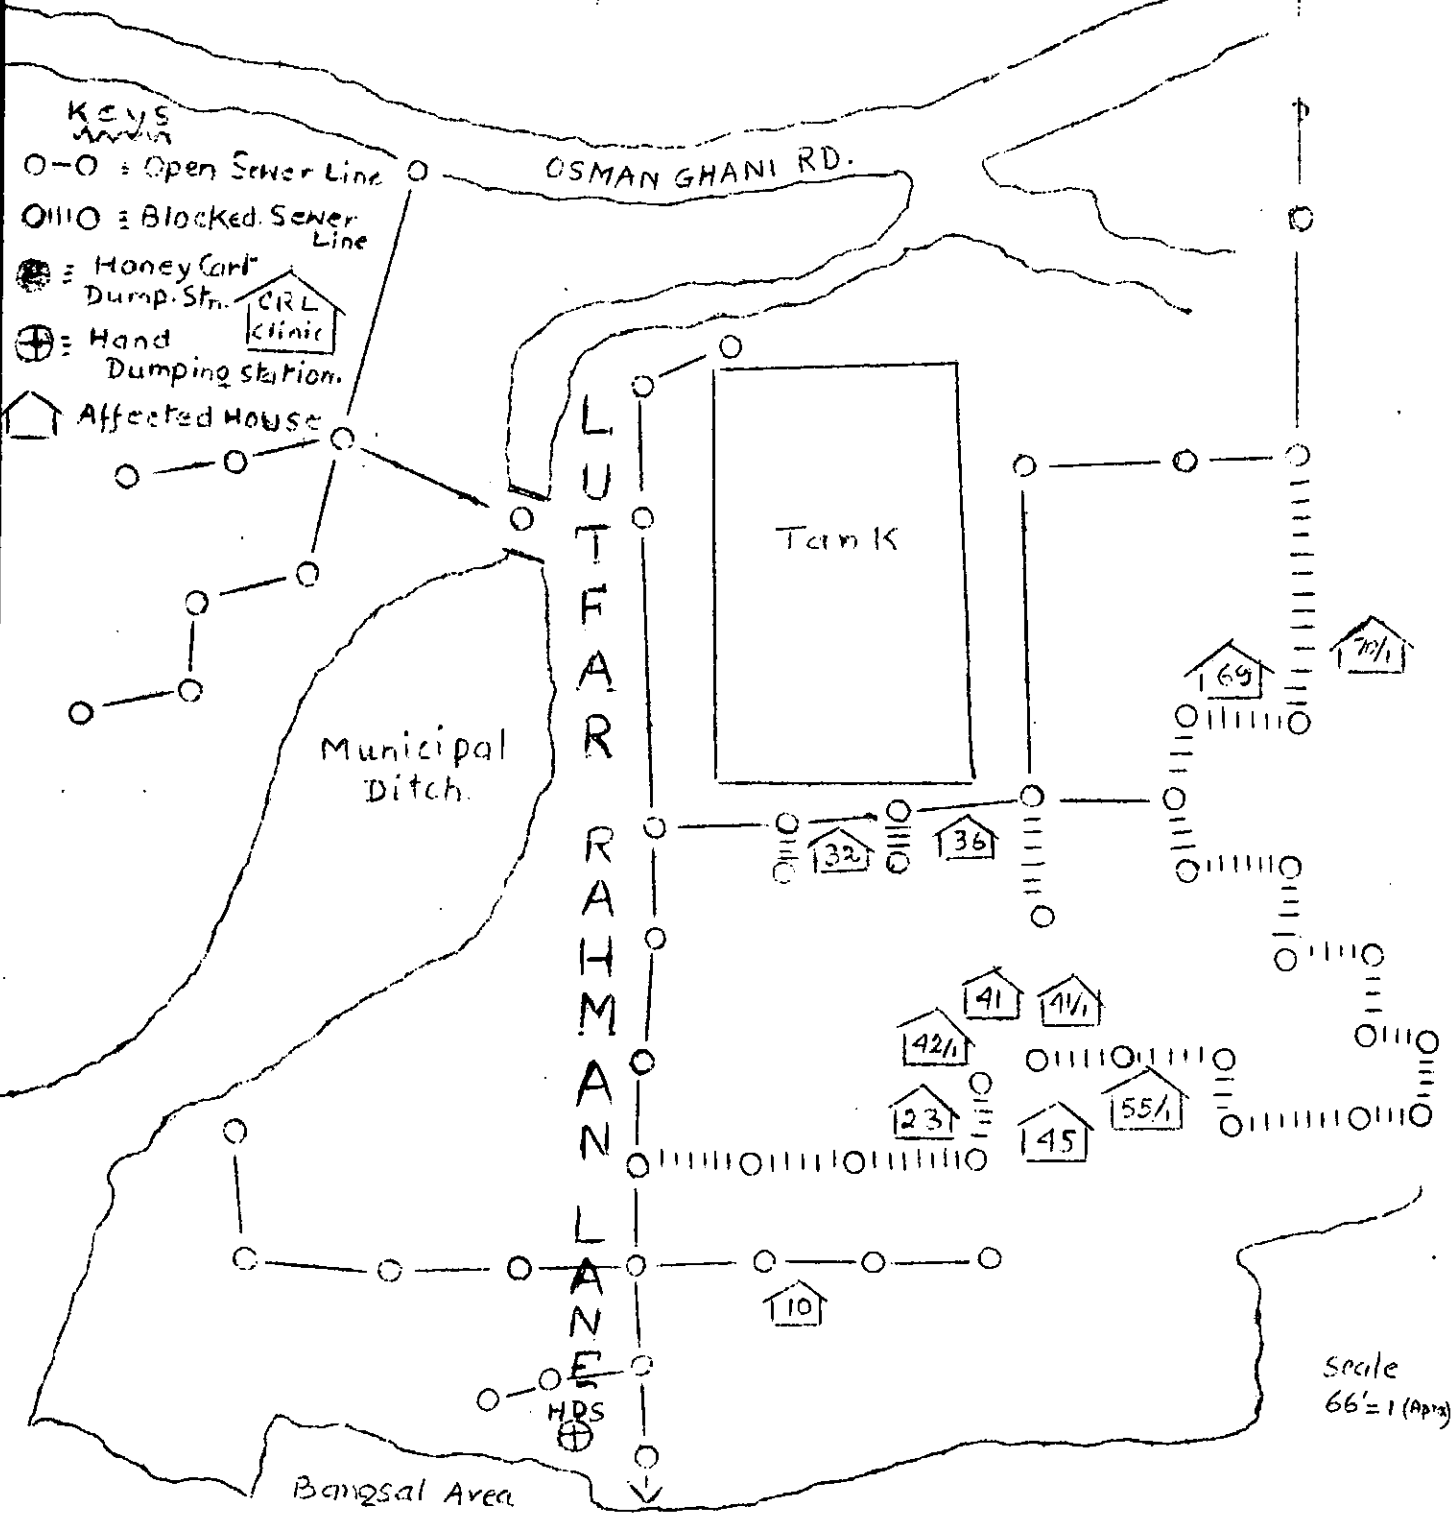 Keys
O-O : Open Sewer Line
OıııO : Blocked Sewer
Line
: Honey Cart
Dump. Stn.
CRL
Clinic
: Hand
Dumping station.
Affected House
OSMAN GHANI RD.
LUTFAR RAHMAN LANE
Tank
Municipal
Ditch.
69
70/1
32
36
41
41/1
42/1
23
45
55/1
10
HDS
Bangsal Area
Scale
66'=1 (Aprx)